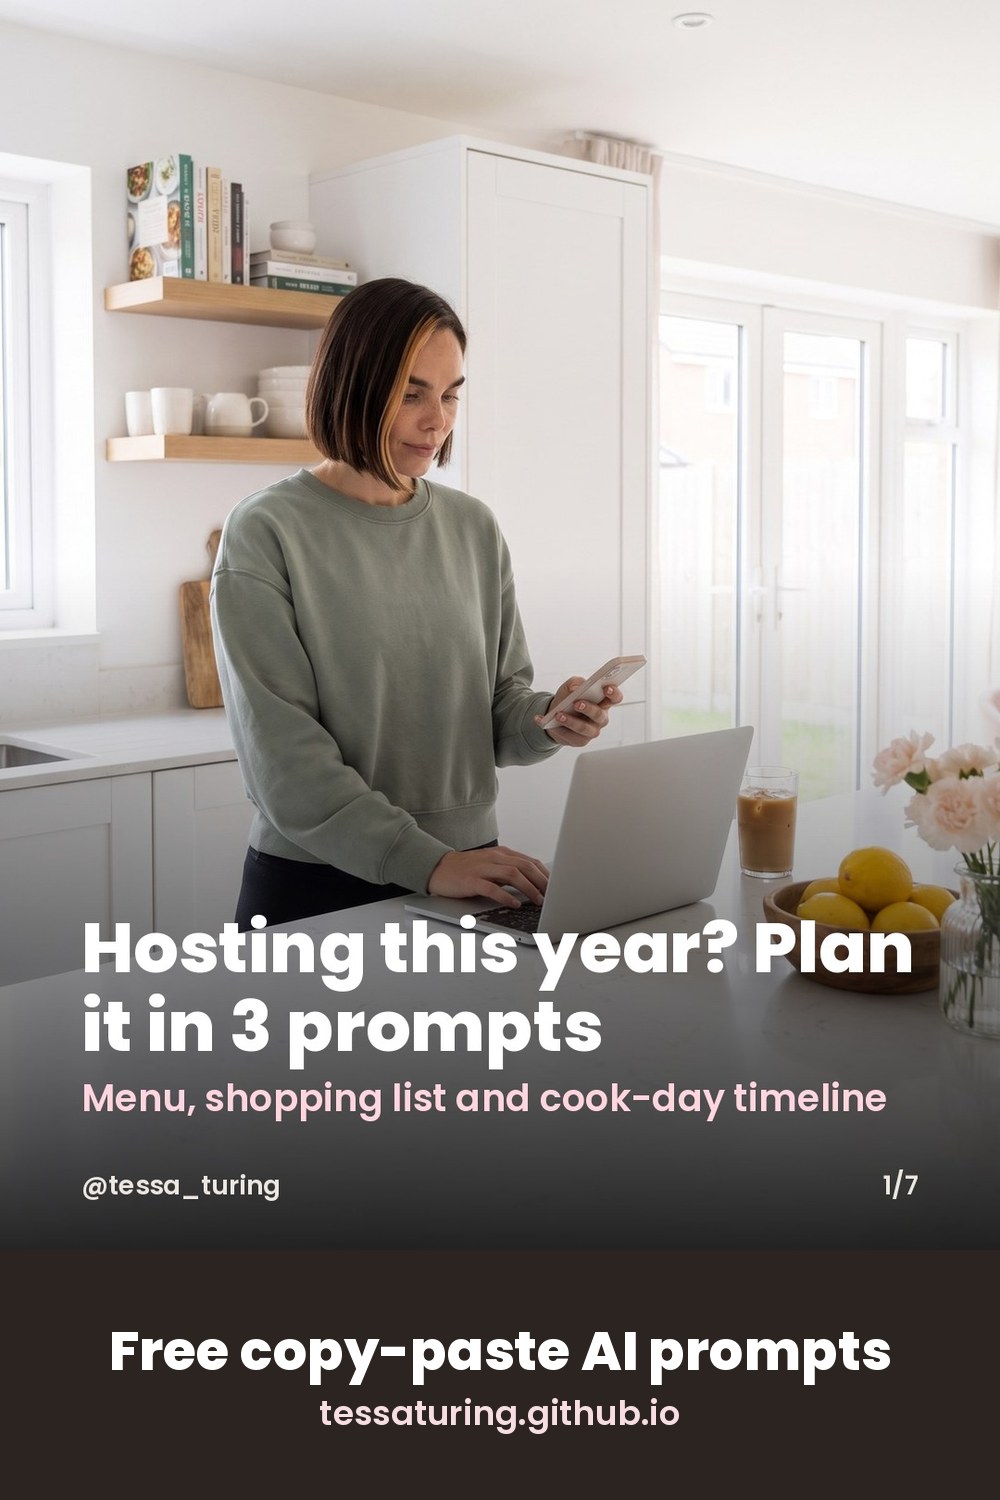 Hosting this year? Plan
it in 3 prompts
Menu, shopping list and cook-day timeline
@tessa_turing
1/7
Free copy-paste AI prompts
tessaturing.github.io